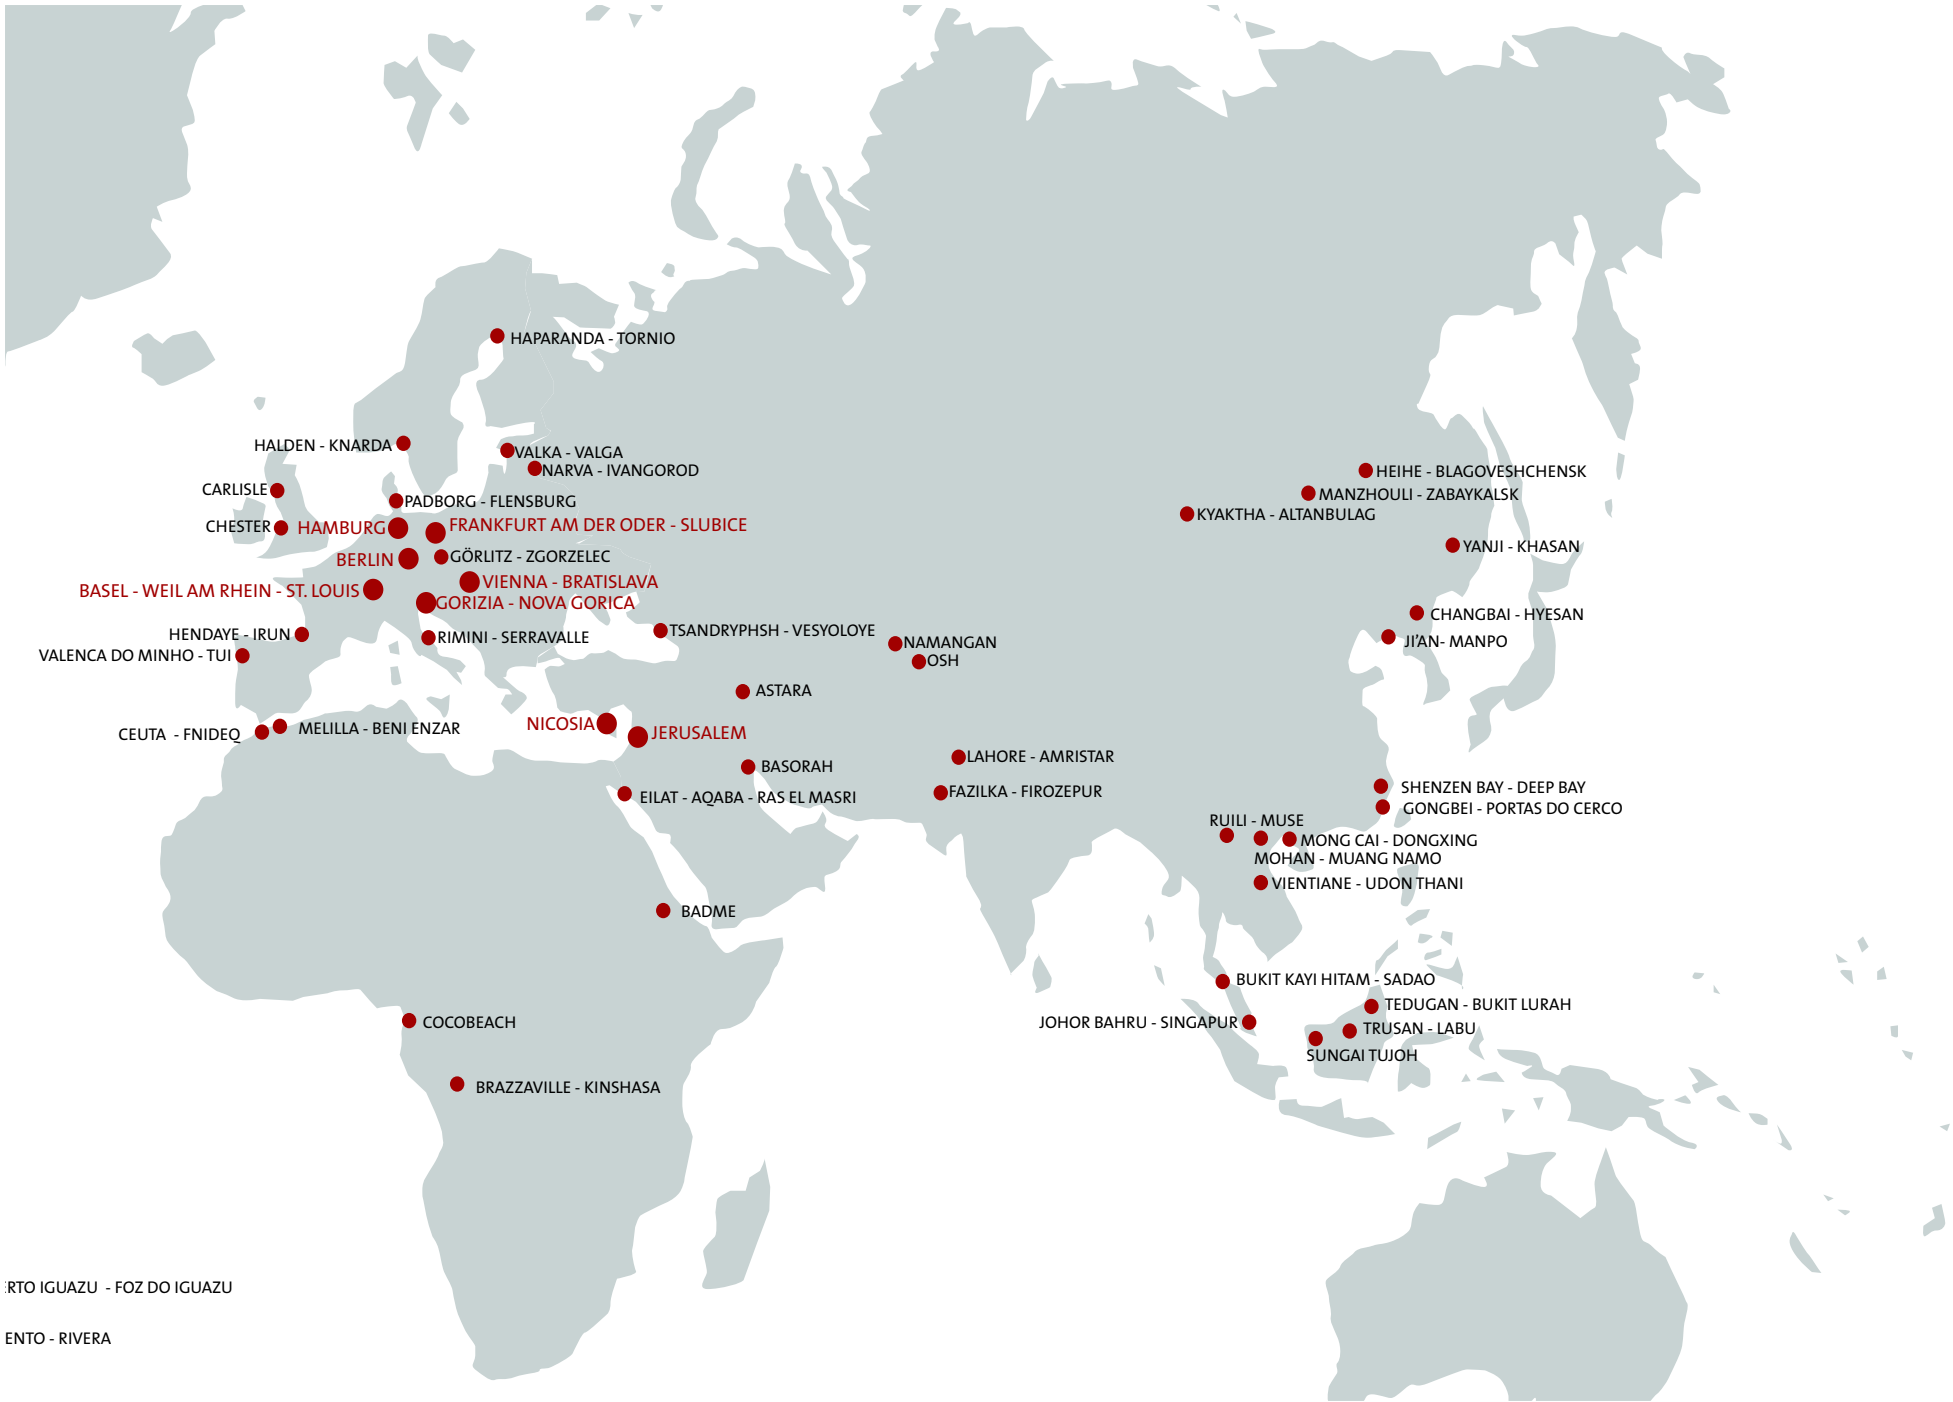 HAPARANDA - TORNIO
HALDEN - KNARDA
VALKA - VALGA
NARVA - IVANGOROD
HEIHE - BLAGOVESHCHENSK
CARLISLE
MANZHOULI - ZABAYKALSK
PADBORG - FLENSBURG
KYAKTHA - ALTANBULAG
CHESTER
HAMBURG
FRANKFURT AM DER ODER - SLUBICE
YANJI - KHASAN
BERLIN
GÖRLITZ - ZGORZELEC
VIENNA - BRATISLAVA
BASEL - WEIL AM RHEIN - ST. LOUIS
GORIZIA - NOVA GORICA
CHANGBAI - HYESAN
HENDAYE - IRUN
RIMINI - SERRAVALLE
TSANDRYPHSH - VESYOLOYE
NAMANGAN
JI’AN- MANPO
VALENCA DO MINHO - TUI
OSH
ASTARA
NICOSIA
JERUSALEM
CEUTA  - FNIDEQ
MELILLA - BENI ENZAR
LAHORE - AMRISTAR
BASORAH
SHENZEN BAY - DEEP BAY
EILAT - AQABA - RAS EL MASRI
FAZILKA - FIROZEPUR
GONGBEI - PORTAS DO CERCO
RUILI - MUSE
MONG CAI - DONGXING
MOHAN - MUANG NAMO
VIENTIANE - UDON THANI
BADME
BUKIT KAYI HITAM - SADAO
TEDUGAN - BUKIT LURAH
COCOBEACH
JOHOR BAHRU - SINGAPUR
TRUSAN - LABU
SUNGAI TUJOH
BRAZZAVILLE - KINSHASA
RTO IGUAZU  - FOZ DO IGUAZU
ENTO - RIVERA